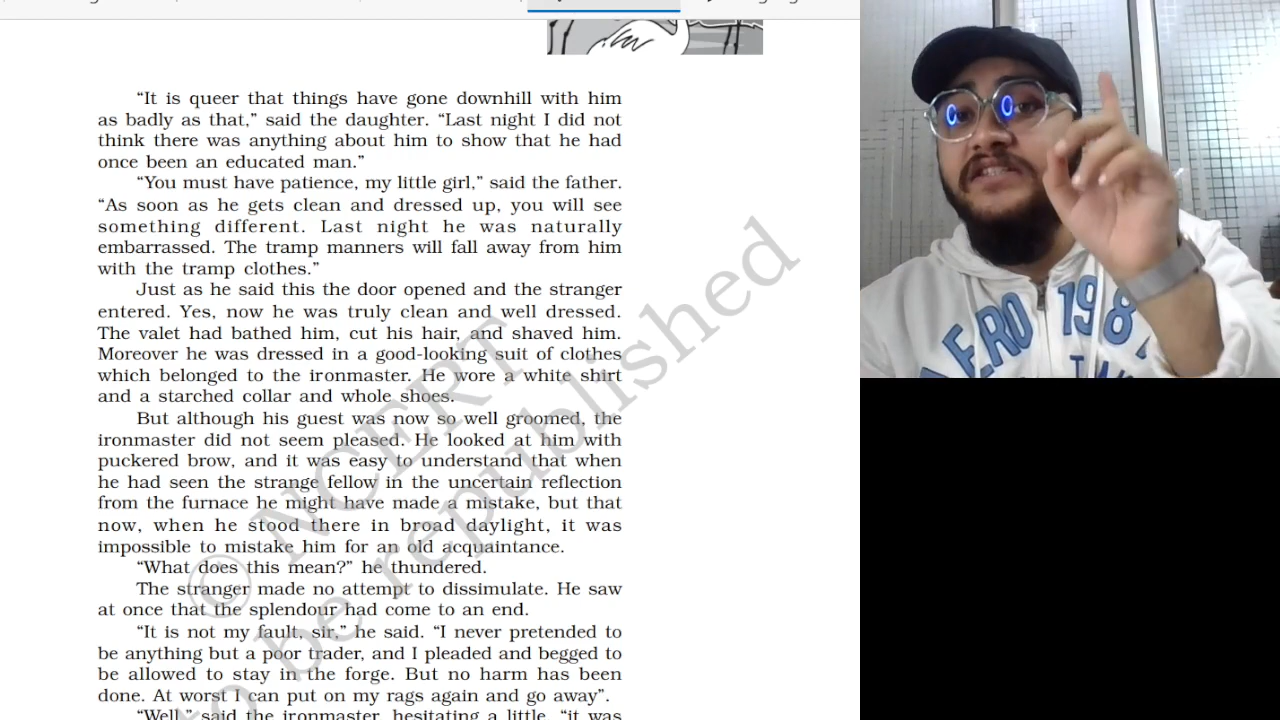 “It is queer that things have gone downhill with him
as badly as that,” said the daughter. “Last night I did not
think there was anything about him to show that he had
once been an educated man.”
“You must have patience, my little girl,” said the father.
“As soon as he gets clean and dressed up, you will see
something different. Last night he was naturally
embarrassed. The tramp manners will fall away from him
with the tramp clothes.”
Just as he said this the door opened and the stranger
entered. Yes, now he was truly clean and well dressed.
The valet had bathed him, cut his hair, and shaved him.
Moreover he was dressed in a good-looking suit of clothes
which belonged to the ironmaster. He wore a white shirt
and a starched collar and whole shoes.
But although his guest was now so well groomed, the
ironmaster did not seem pleased. He looked at him with
puckered brow, and it was easy to understand that when
he had seen the strange fellow in the uncertain reflection
from the furnace he might have made a mistake, but that
now, when he stood there in broad daylight, it was
impossible to mistake him for an old acquaintance.
“What does this mean?” he thundered.
The stranger made no attempt to dissimulate. He saw
at once that the splendour had come to an end.
“It is not my fault, sir,” he said. “I never pretended to
be anything but a poor trader, and I pleaded and begged to
be allowed to stay in the forge. But no harm has been
done. At worst I can put on my rags again and go away”.
“Well,” said the ironmaster, hesitating a little, “it was
© NCERT
to be republished
198